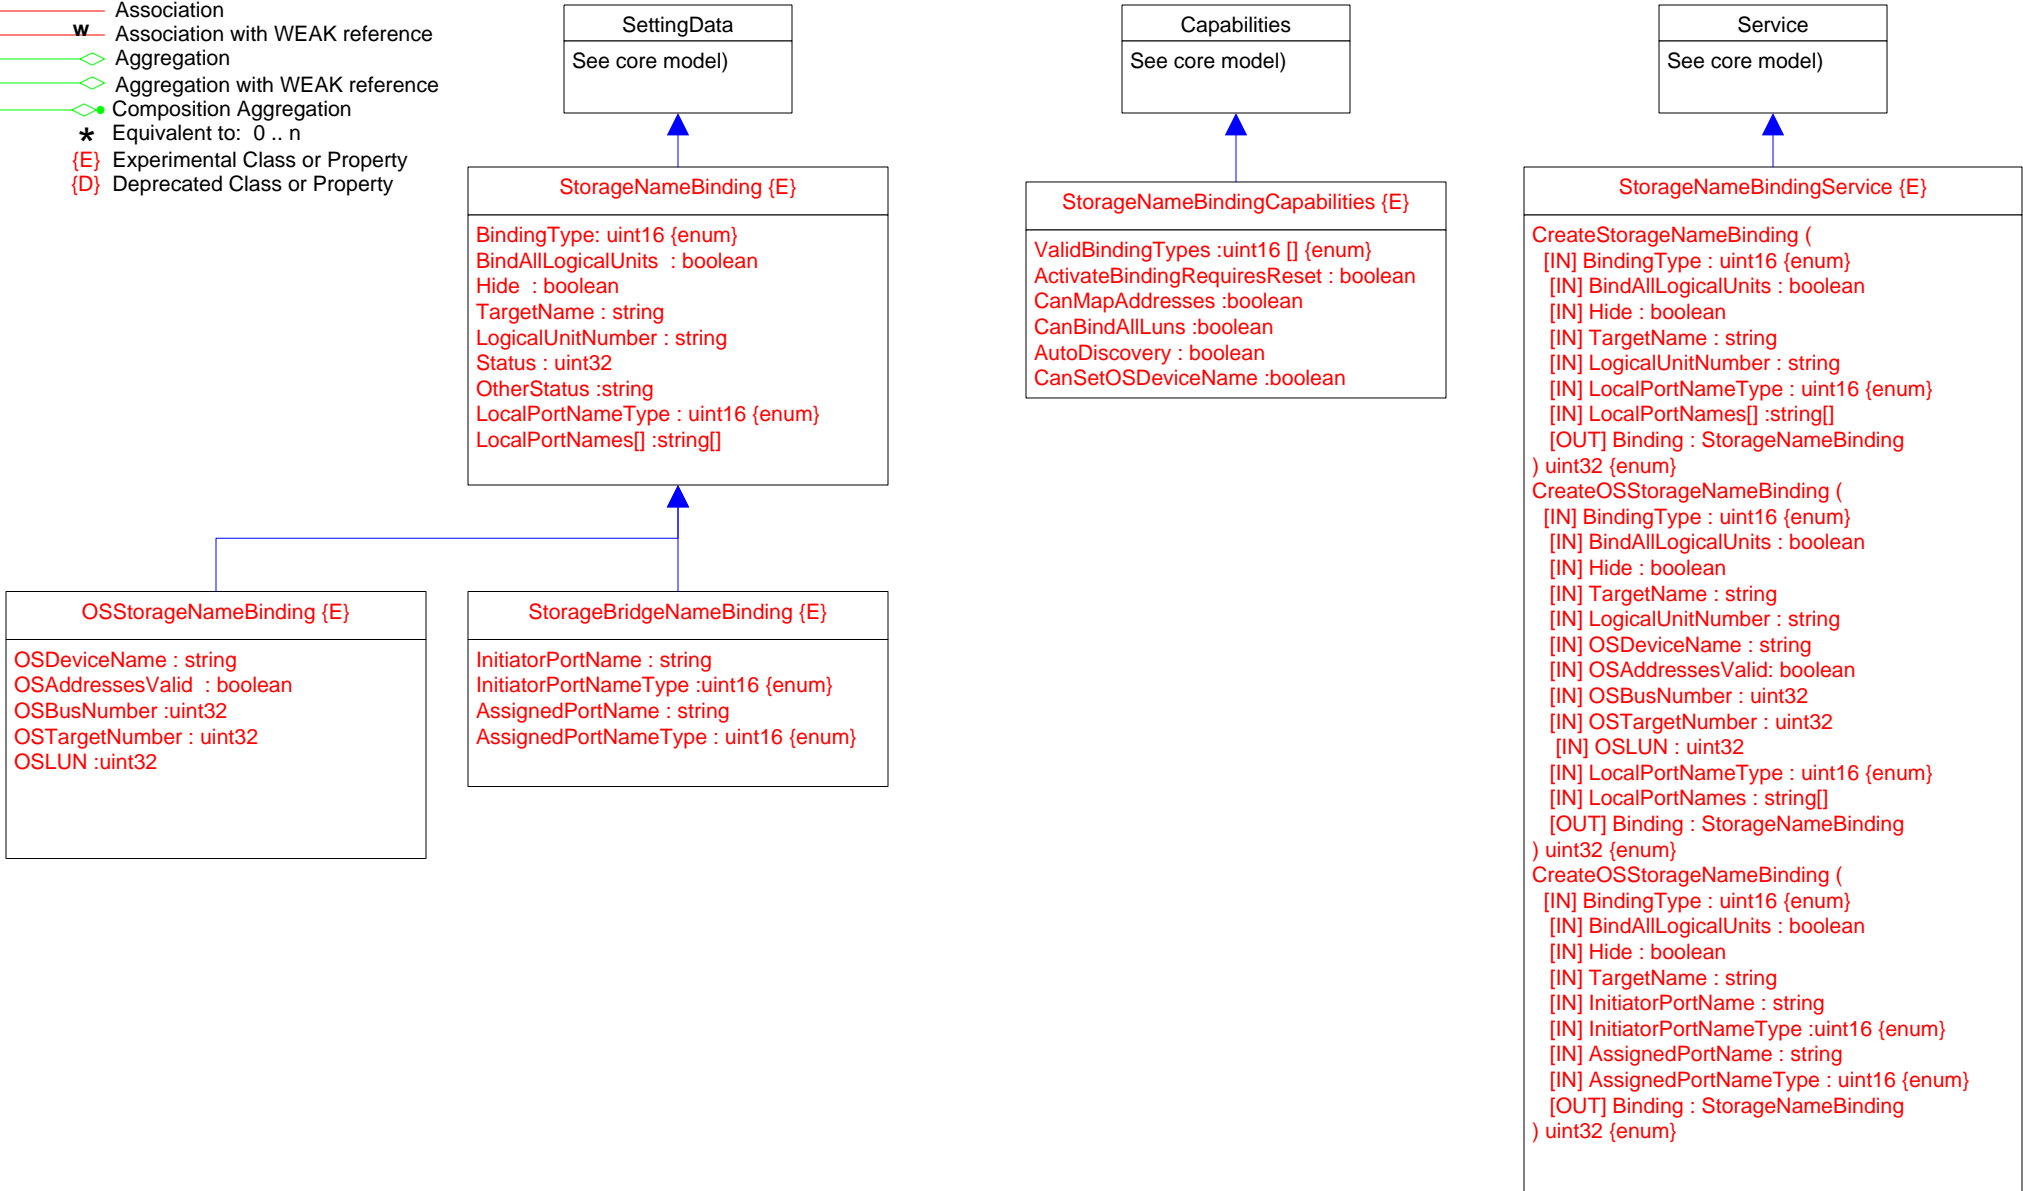 Association
w Association with WEAK reference
Aggregation
Aggregation with WEAK reference
Composition Aggregation
* Equivalent to: 0 .. n
{E} Experimental Class or Property
{D} Deprecated Class or Property
SettingData
See core model)
Capabilities
See core model)
Service
See core model)
StorageNameBinding {E}
BindingType: uint16 {enum}
BindAllLogicalUnits : boolean
Hide : boolean
TargetName : string
LogicalUnitNumber : string
Status : uint32
OtherStatus :string
LocalPortNameType : uint16 {enum}
LocalPortNames[] :string[]
StorageNameBindingCapabilities {E}
ValidBindingTypes :uint16 [] {enum}
ActivateBindingRequiresReset : boolean
CanMapAddresses :boolean
CanBindAllLuns :boolean
AutoDiscovery : boolean
CanSetOSDeviceName :boolean
StorageNameBindingService {E}
CreateStorageNameBinding (
[IN] BindingType : uint16 {enum}
[IN] BindAllLogicalUnits : boolean
[IN] Hide : boolean
[IN] TargetName : string
[IN] LogicalUnitNumber : string
[IN] LocalPortNameType : uint16 {enum}
[IN] LocalPortNames[] :string[]
[OUT] Binding : StorageNameBinding
) uint32 {enum}
CreateOSStorageNameBinding (
[IN] BindingType : uint16 {enum}
[IN] BindAllLogicalUnits : boolean
[IN] Hide : boolean
[IN] TargetName : string
[IN] LogicalUnitNumber : string
[IN] OSDeviceName : string
[IN] OSAddressesValid: boolean
[IN] OSBusNumber : uint32
[IN] OSTargetNumber : uint32
[IN] OSLUN : uint32
[IN] LocalPortNameType : uint16 {enum}
[IN] LocalPortNames : string[]
[OUT] Binding : StorageNameBinding
) uint32 {enum}
CreateOSStorageNameBinding (
[IN] BindingType : uint16 {enum}
[IN] BindAllLogicalUnits : boolean
[IN] Hide : boolean
[IN] TargetName : string
[IN] InitiatorPortName : string
[IN] InitiatorPortNameType :uint16 {enum}
[IN] AssignedPortName : string
[IN] AssignedPortNameType : uint16 {enum}
[OUT] Binding : StorageNameBinding
) uint32 {enum}
OSStorageNameBinding {E}
OSDeviceName : string
OSAddressesValid : boolean
OSBusNumber :uint32
OSTargetNumber : uint32
OSLUN :uint32
StorageBridgeNameBinding {E}
InitiatorPortName : string
InitiatorPortNameType :uint16 {enum}
AssignedPortName : string
AssignedPortNameType : uint16 {enum}